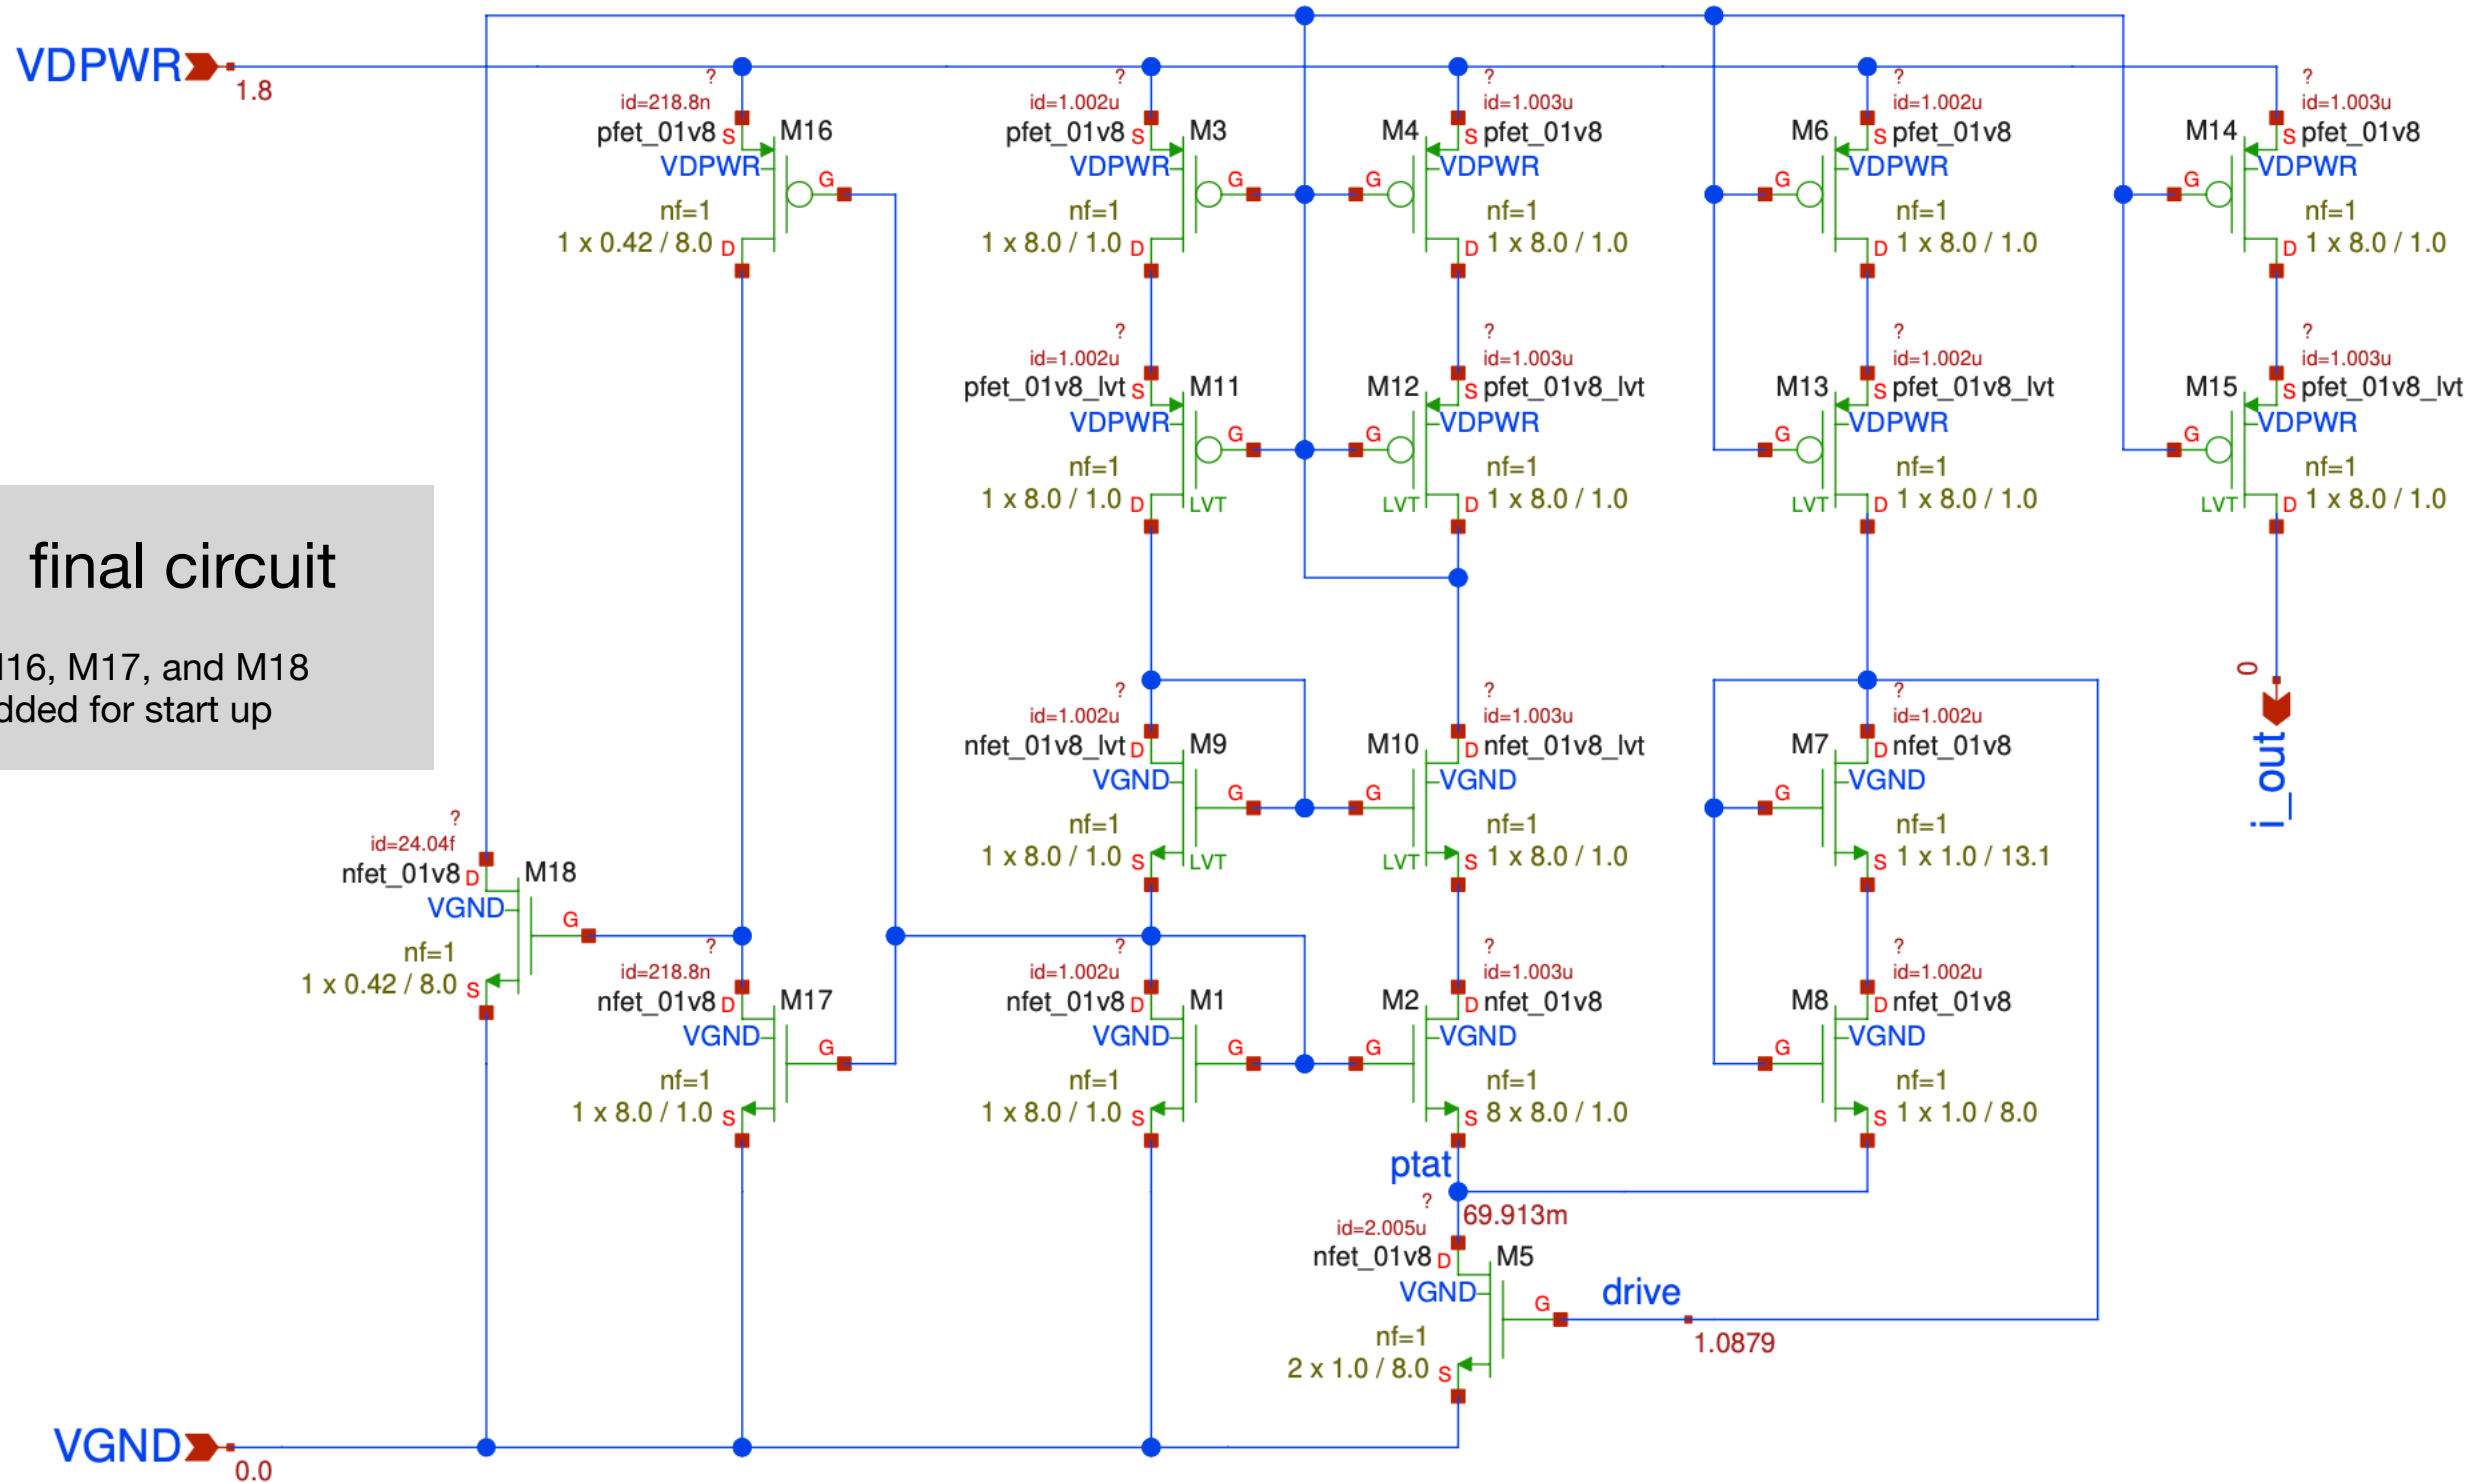 VDPWR
1.8
?
id=218.8n
pfet_01v8 S
M16
VDPWR
G
nf=1
1 x 0.42 / 8.0 D
?
id=1.002u
pfet_01v8 S
M3
VDPWR
G
nf=1
1 x 8.0 / 1.0 D
?
id=1.003u
M4
S pfet_01v8
VDPWR
G
nf=1
D 1 x 8.0 / 1.0
?
id=1.002u
M6
S pfet_01v8
VDPWR
G
nf=1
D 1 x 8.0 / 1.0
?
id=1.003u
M14
S pfet_01v8
VDPWR
G
nf=1
D 1 x 8.0 / 1.0
?
id=1.002u
pfet_01v8_lvt S
M11
VDPWR
G
nf=1
1 x 8.0 / 1.0 D
LVT
?
id=1.003u
M12
S pfet_01v8_lvt
VDPWR
G
nf=1
LVT
D 1 x 8.0 / 1.0
?
id=1.002u
M13
S pfet_01v8_lvt
VDPWR
G
nf=1
LVT
D 1 x 8.0 / 1.0
?
id=1.003u
M15
S pfet_01v8_lvt
VDPWR
G
nf=1
LVT
D 1 x 8.0 / 1.0
final circuit
16, M17, and M18
dded for start up
?
id=1.002u
nfet_01v8_lvt D
M9
VGND
G
nf=1
1 x 8.0 / 1.0 S
LVT
?
id=1.003u
M10
D nfet_01v8_lvt
VGND
G
nf=1
LVT
S 1 x 8.0 / 1.0
?
id=1.002u
M7
D nfet_01v8
VGND
G
nf=1
S 1 x 1.0 / 13.1
0
i_out
?
id=24.04f
nfet_01v8 D
M18
VGND
G
nf=1
1 x 0.42 / 8.0 S
?
id=218.8n
nfet_01v8 D
M17
VGND
G
nf=1
1 x 8.0 / 1.0 S
?
id=1.002u
nfet_01v8 D
M1
VGND
G
nf=1
1 x 8.0 / 1.0 S
?
id=1.003u
M2
D nfet_01v8
VGND
G
nf=1
S 8 x 8.0 / 1.0
?
id=1.002u
M8
D nfet_01v8
VGND
G
nf=1
S 1 x 1.0 / 8.0
ptat
69.913m
?
id=2.005u
nfet_01v8 D
M5
VGND
G
nf=1
2 x 1.0 / 8.0 S
drive
1.0879
VGND
0.0